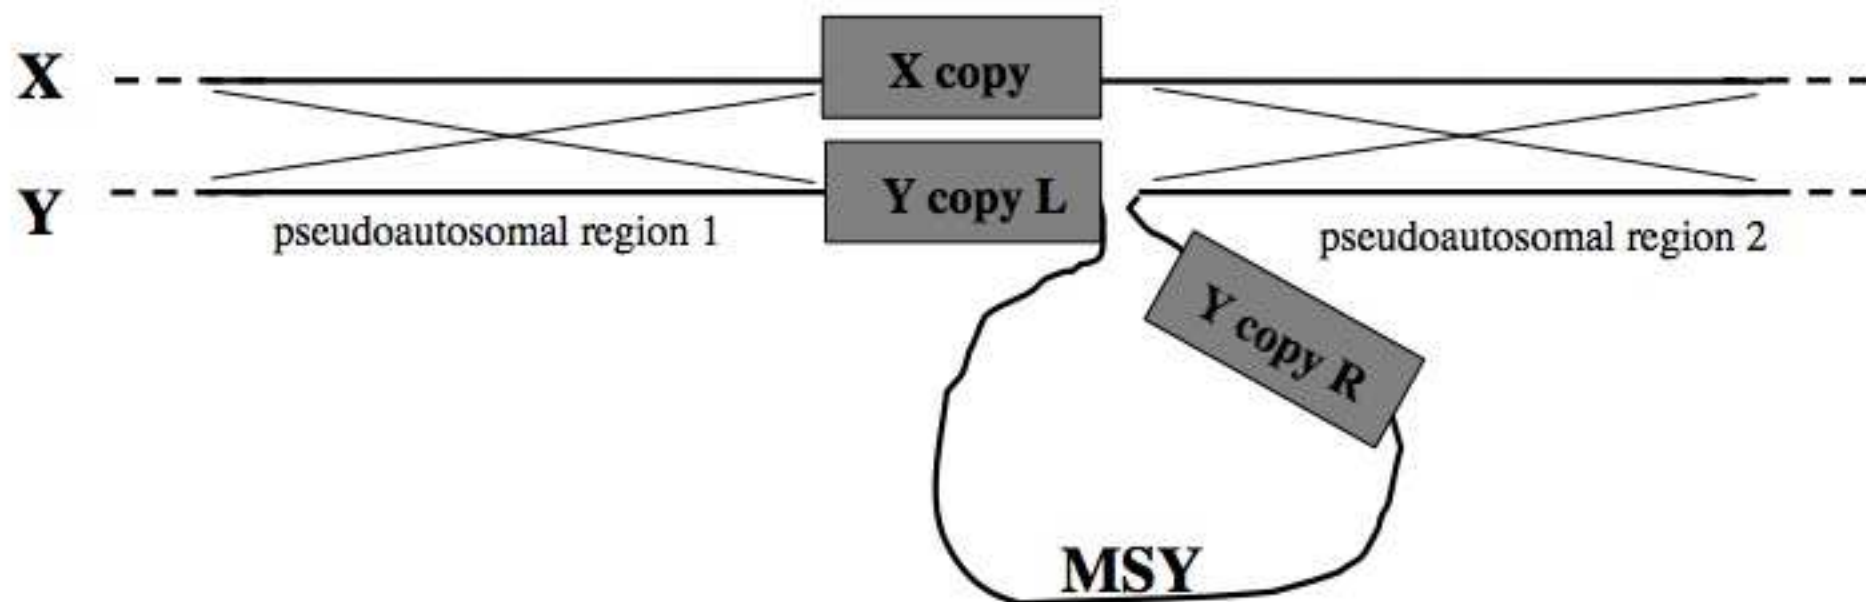 X
X copy
Y
Y copy L
pseudoautosomal region 1
pseudoautosomal region 2
Y copy R
MSY